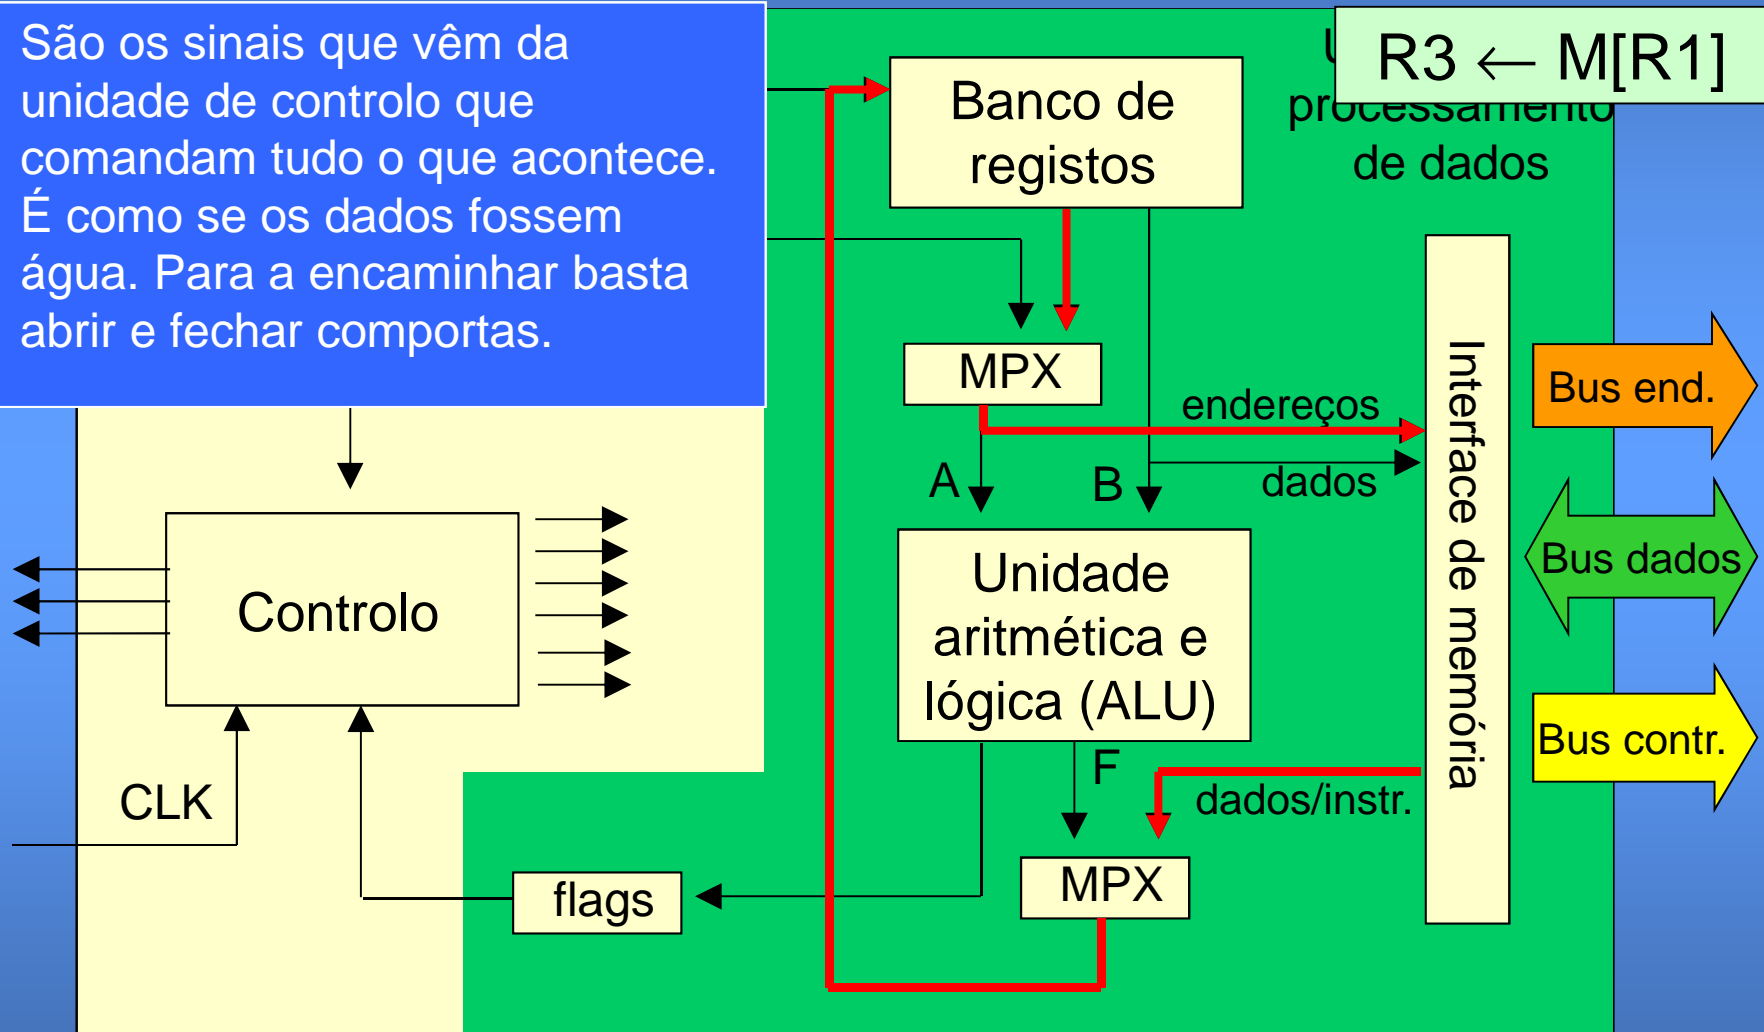 São os sinais que vêm da
unidade de controlo que
comandam tudo o que acontece.
É como se os dados fossem
água. Para a encaminhar basta
abrir e fechar comportas.
R3 ← M[R1]
processamento
de dados
Banco de
registos
MPX
endereços
dados
A
B
Unidade
aritmética e
lógica (ALU)
F
dados/instr.
MPX
Interface de memória
Bus end.
Bus dados
Bus contr.
Controlo
CLK
flags